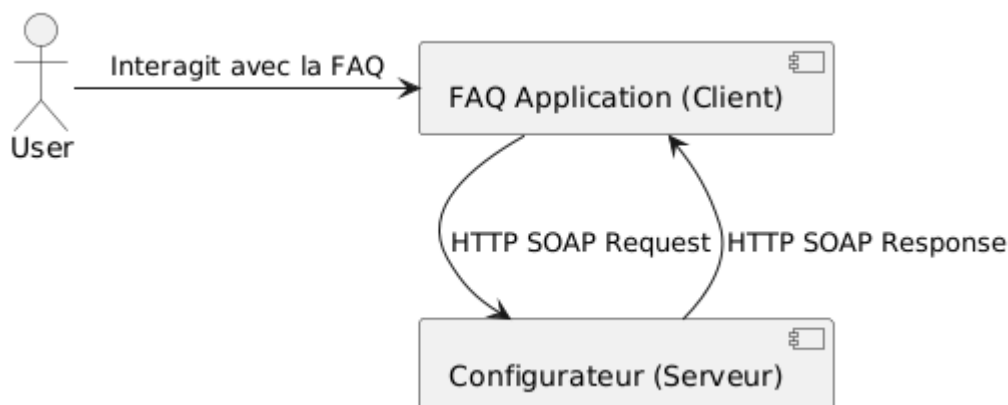 Interagit avec la FAQ
User
FAQ Application (Client)
HTTP SOAP Request
HTTP SOAP Response
Configurateur (Serveur)